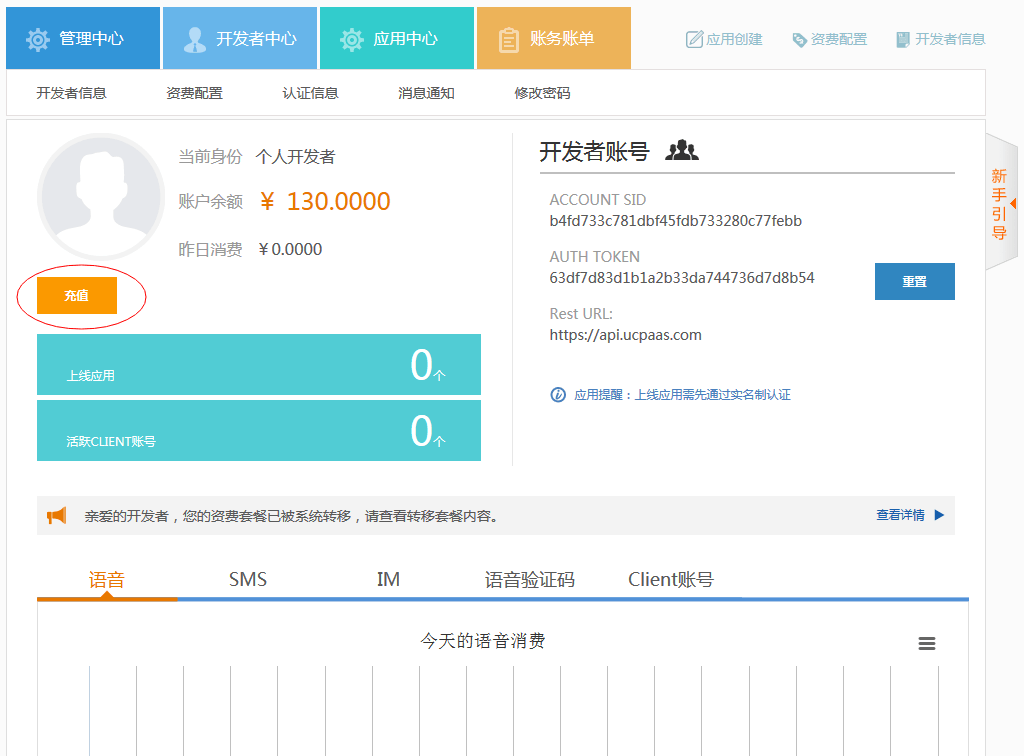 管理中心
开发者中心
应用中心
账务账单
应用创建
资费配置
开发者信息
开发者信息
资费配置
认证信息
消息通知
修改密码
当前身份 个人开发者
账户余额 ¥ 130.0000
昨日消费 ¥ 0.0000
充值
上线应用 0个
活跃CLIENT账号 0个
开发者账号
ACCOUNT SID
b4fd733c781dbf45fdb733280c77febb
AUTH TOKEN
63df7d83d1b1a2b33da744736d7d8b54
重置
Rest URL:
https://api.ucpaas.com
应用提醒：上线应用需先通过实名制认证
新手引导
亲爱的开发者，您的资费套餐已被系统转移，请查看转移套餐内容。
查看详情
语音
SMS
IM
语音验证码
Client账号
今天的语音消费